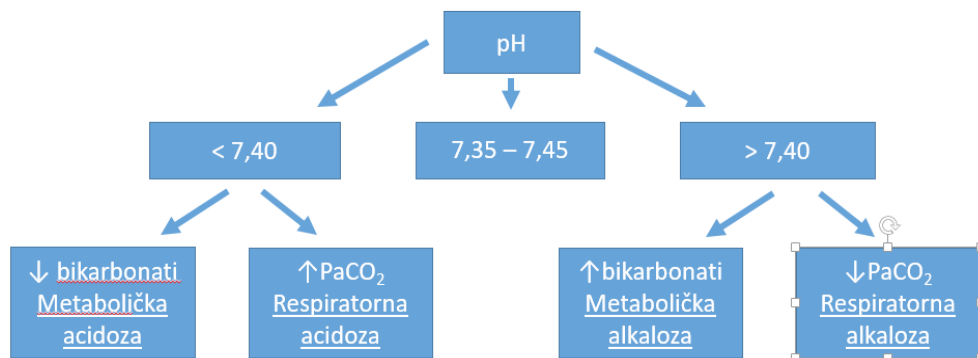 pH
< 7,40
7,35 – 7,45
> 7,40
↓ bikarbonati
Metabolička
acidoza
↑PaCO₂
Respiratorna
acidoza
↑bikarbonati
Metabolička
alkaloza
↓PaCO₂
Respiratorna
alkaloza